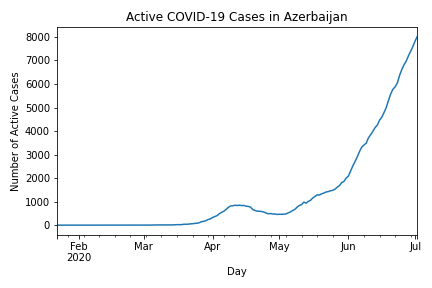 Active COVID-19 Cases in Azerbaijan
Number of Active Cases
8000
7000
6000
5000
4000
3000
2000
1000
0
Feb Mar Apr May Jun Jul
2020
Day